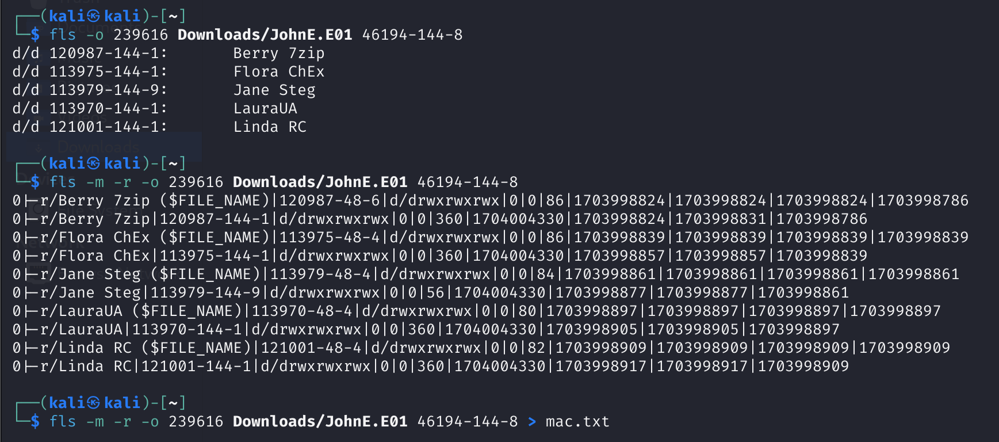 ┌──(kali㉿kali)-[~]
└─$ fls -o 239616 Downloads/JohnE.E01 46194-144-8
d/d 120987-144-1:       Berry 7zip
d/d 113975-144-1:       Flora ChEx
d/d 113979-144-9:       Jane Steg
d/d 113970-144-1:       LauraUA
d/d 121001-144-1:       Linda RC
┌──(kali㉿kali)-[~]
└─$ fls -m -r -o 239616 Downloads/JohnE.E01 46194-144-8
0|-r/Berry 7zip ($FILE_NAME)|120987-48-6|d/drwxrwxrwx|0|0|86|1703998824|1703998824|1703998824|1703998786
0|-r/Berry 7zip|120987-144-1|d/drwxrwxrwx|0|0|360|1704004330|1703998824|1703998831|1703998786
0|-r/Flora ChEx ($FILE_NAME)|113975-48-4|d/drwxrwxrwx|0|0|86|1703998839|1703998839|1703998839|1703998839
0|-r/Flora ChEx|113975-144-1|d/drwxrwxrwx|0|0|360|1704004330|1703998857|1703998857|1703998839
0|-r/Jane Steg ($FILE_NAME)|113979-48-4|d/drwxrwxrwx|0|0|84|1703998861|1703998861|1703998861|1703998861
0|-r/Jane Steg|113979-144-9|d/drwxrwxrwx|0|0|56|1704004330|1703998877|1703998877|1703998861
0|-r/LauraUA ($FILE_NAME)|113970-48-4|d/drwxrwxrwx|0|0|80|1703998897|1703998897|1703998897|1703998897
0|-r/LauraUA|113970-144-1|d/drwxrwxrwx|0|0|360|1704004330|1703998905|1703998905|1703998897
0|-r/Linda RC ($FILE_NAME)|121001-48-4|d/drwxrwxrwx|0|0|82|1703998909|1703998909|1703998909|1703998909
0|-r/Linda RC|121001-144-1|d/drwxrwxrwx|0|0|360|1704004330|1703998917|1703998917|1703998909
┌──(kali㉿kali)-[~]
└─$ fls -m -r -o 239616 Downloads/JohnE.E01 46194-144-8 > mac.txt